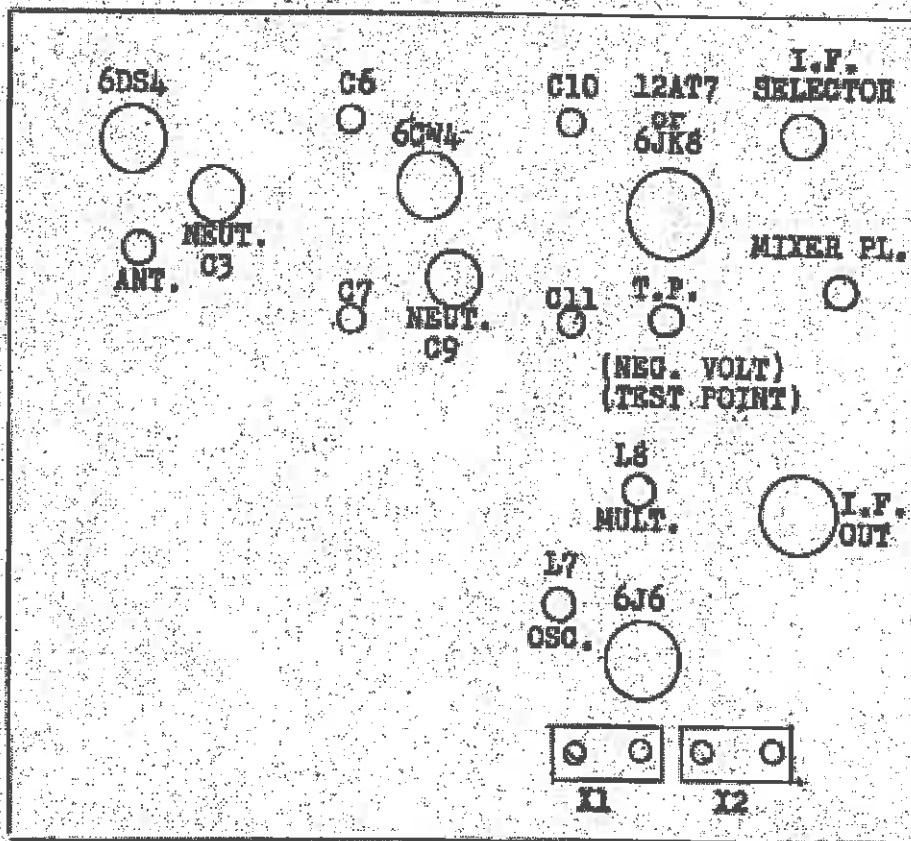 6DS4
C6
C10
12AT7
or
6JK8
I.F.
SELECTOR
6CW4
NEUT.
C3
ANT.
MIXER PL.
C7
NEUT.
C9
C11
T.P.
(NEG. VOLT)
(TEST POINT)
L8
MULT.
I.F.
OUT
L7
OSC.
6J6
X1
X2